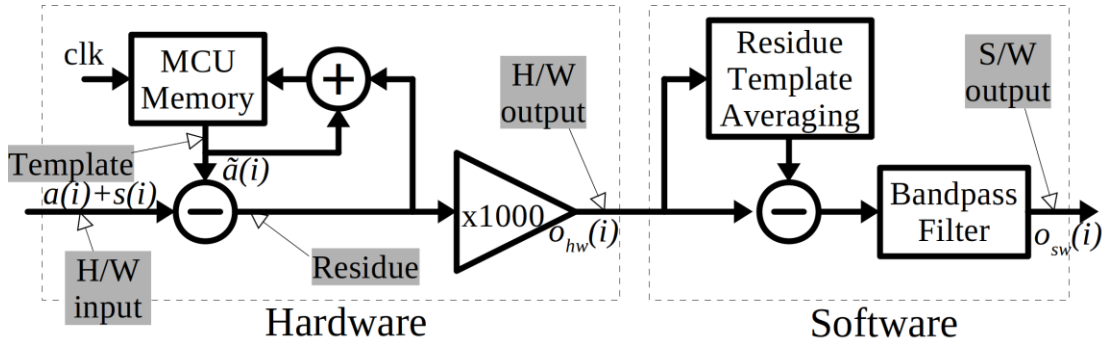 clk
MCU
Memory
+
Template
ã(i)
a(i)+s(i)
−
H/W
input
Residue
x1000
H/W
output
o_hw(i)
Hardware
Residue
Template
Averaging
−
Bandpass
Filter
S/W
output
o_sw(i)
Software